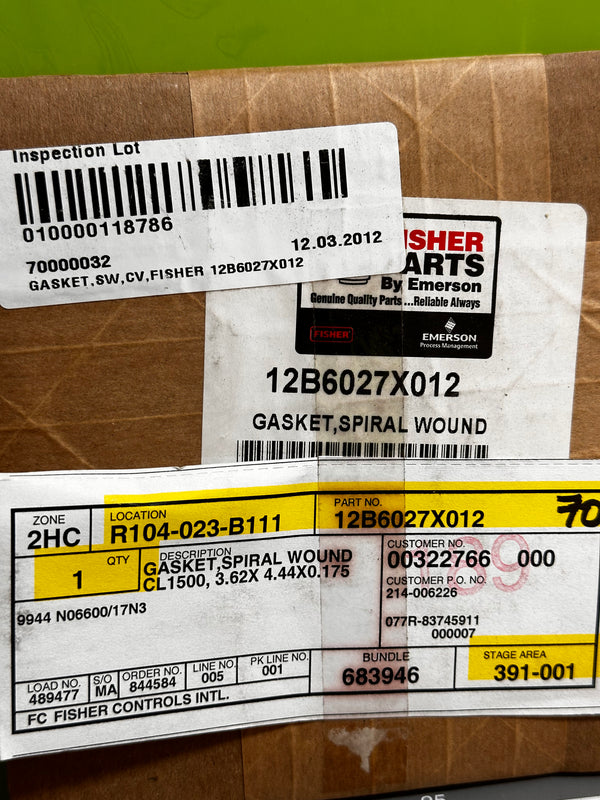 Inspection Lot
010000118786
12.03.2012
70000032
GASKET,SW,CV,FISHER 12B6027X012
FISHER
PARTS
By Emerson
Genuine Quality Parts ...Reliable Always
FISHER
EMERSON
Process Management
12B6027X012
GASKET,SPIRAL WOUND
ZONE
2HC
LOCATION
R104-023-B111
PART NO.
12B6027X012
70
QTY
1
DESCRIPTION
GASKET,SPIRAL WOUND
CL1500, 3.62X 4.44X0.175
CUSTOMER NO.
00322766 000
CUSTOMER P.O. NO.
214-006226
9944 N06600/17N3
077R-83745911
000007
LOAD NO.
489477
S/O
MA
ORDER NO.
844584
LINE NO.
005
PK LINE NO.
001
BUNDLE
683946
STAGE AREA
391-001
FC FISHER CONTROLS INTL.